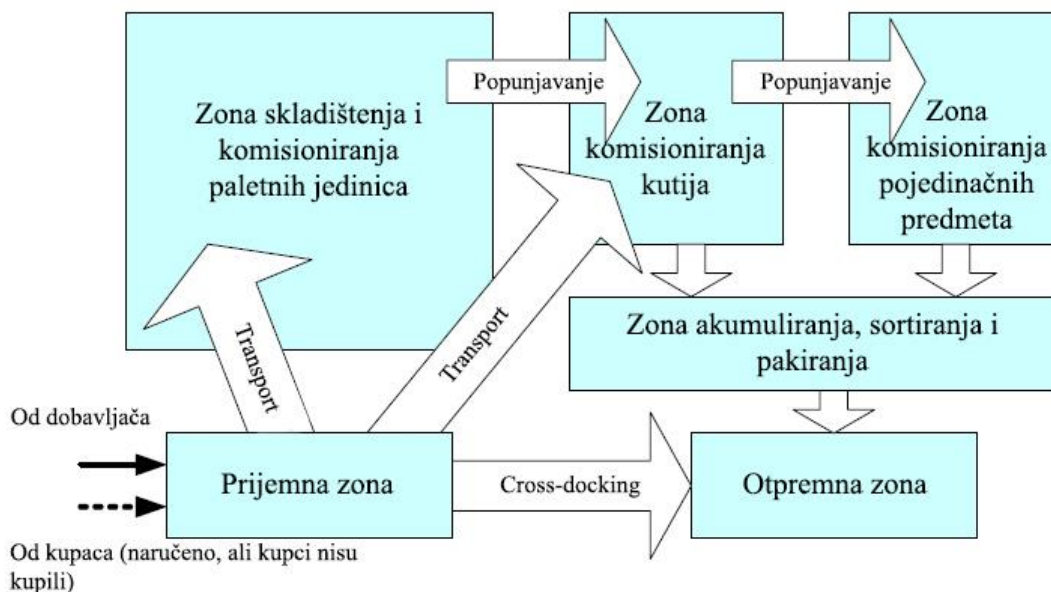 Zona skladištenja i
komisioniranja
paletnih jedinica
Popunjavanje
Zona
komisioniranja
kutija
Popunjavanje
Zona
komisioniranja
pojedinačnih
predmeta
Transport
Transport
Zona akumuliranja, sortiranja i
pakiranja
Od dobavljača
Prijemna zona
Cross-docking
Otpremna zona
Od kupaca (naručeno, ali kupci nisu
kupili)